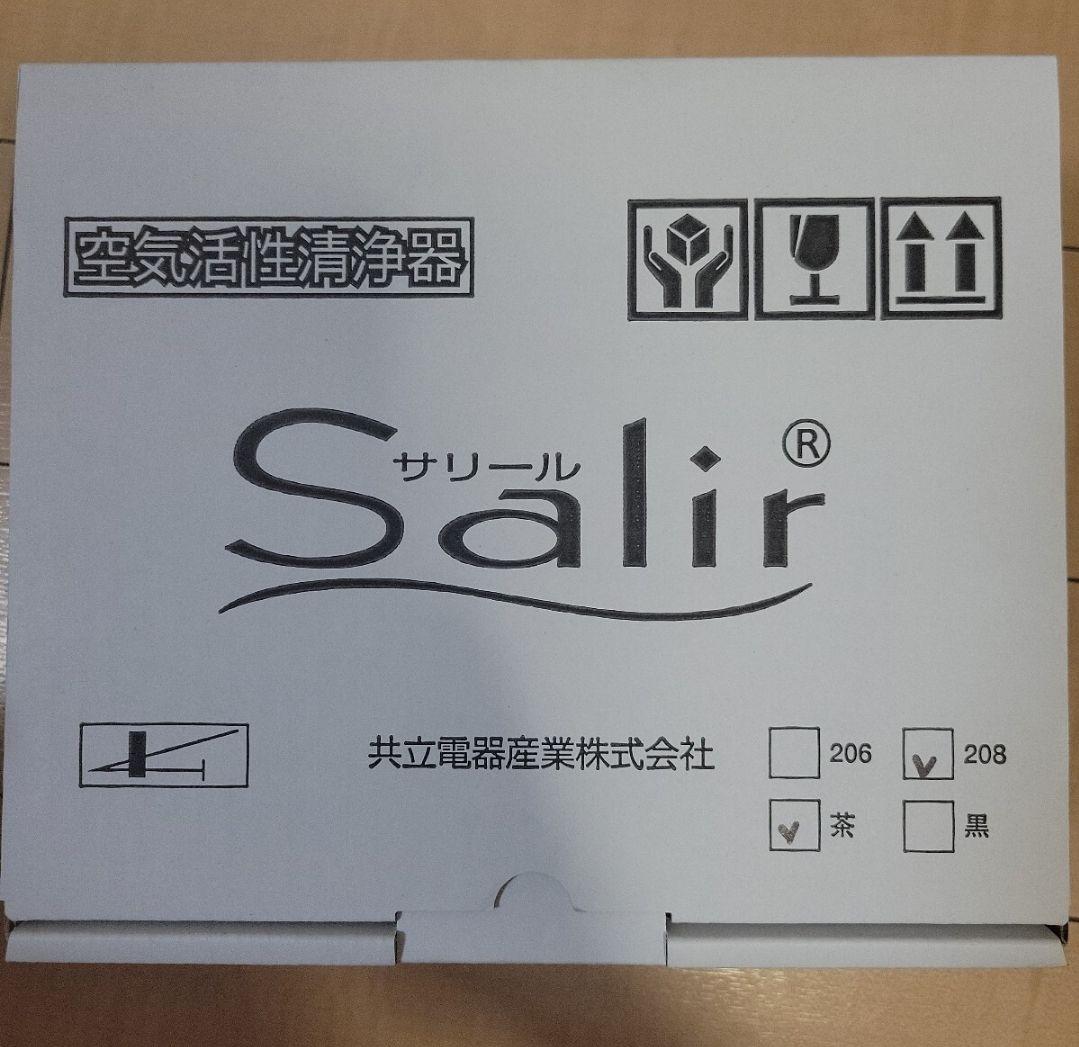 空気活性清浄器
サリール
Salir®
共立電器産業株式会社
206 208
茶 黒